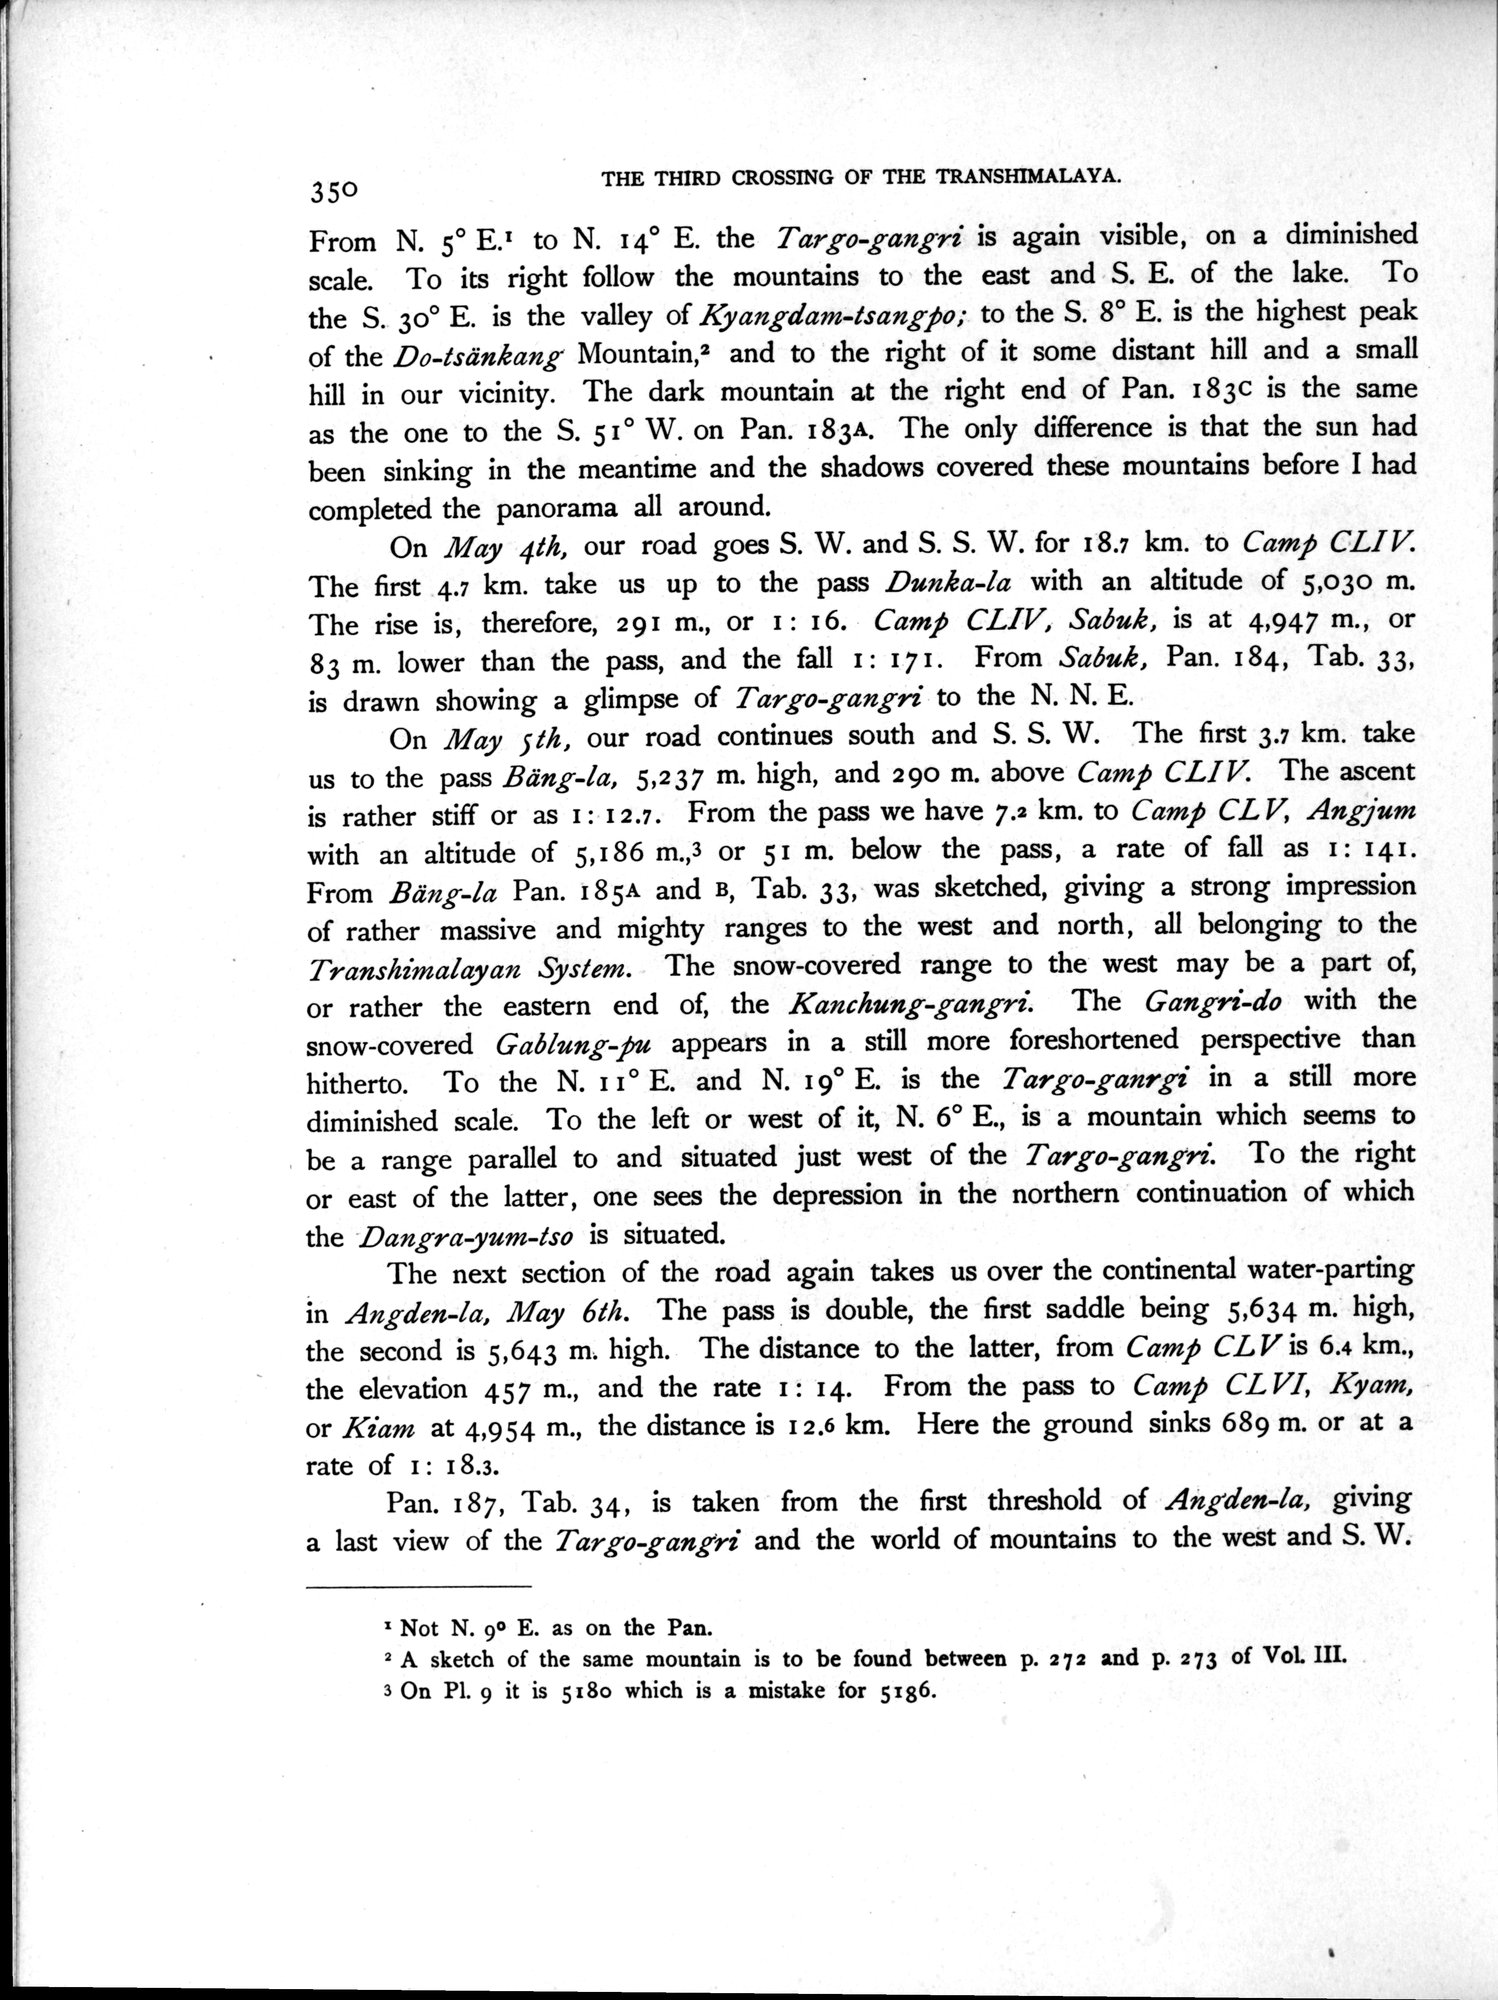 350
THE THIRD CROSSING OF THE TRANSHIMALAYA.
From N. 5° E.¹ to N. 14° E. the Targo-gangri is again visible, on a diminished
scale. To its right follow the mountains to the east and S. E. of the lake. To
the S. 30° E. is the valley of Kyangdam-tsangpo; to the S. 8° E. is the highest peak
of the Do-tsänkang Mountain,² and to the right of it some distant hill and a small
hill in our vicinity. The dark mountain at the right end of Pan. 183C is the same
as the one to the S. 51° W. on Pan. 183A. The only difference is that the sun had
been sinking in the meantime and the shadows covered these mountains before I had
completed the panorama all around.
On May 4th, our road goes S. W. and S. S. W. for 18.7 km. to Camp CLIV.
The first 4.7 km. take us up to the pass Dunka-la with an altitude of 5,030 m.
The rise is, therefore, 291 m., or 1: 16. Camp CLIV, Sabuk, is at 4,947 m., or
83 m. lower than the pass, and the fall 1: 171. From Sabuk, Pan. 184, Tab. 33,
is drawn showing a glimpse of Targo-gangri to the N. N. E.
On May 5th, our road continues south and S. S. W. The first 3.7 km. take
us to the pass Bäng-la, 5,237 m. high, and 290 m. above Camp CLIV. The ascent
is rather stiff or as 1: 12.7. From the pass we have 7.2 km. to Camp CLV, Angjum
with an altitude of 5,186 m.,³ or 51 m. below the pass, a rate of fall as 1: 141.
From Bäng-la Pan. 185A and B, Tab. 33, was sketched, giving a strong impression
of rather massive and mighty ranges to the west and north, all belonging to the
Transhimalayan System. The snow-covered range to the west may be a part of,
or rather the eastern end of, the Kanchung-gangri. The Gangri-do with the
snow-covered Gablung-pu appears in a still more foreshortened perspective than
hitherto. To the N. 11° E. and N. 19° E. is the Targo-ganrgi in a still more
diminished scale. To the left or west of it, N. 6° E., is a mountain which seems to
be a range parallel to and situated just west of the Targo-gangri. To the right
or east of the latter, one sees the depression in the northern continuation of which
the Dangra-yum-tso is situated.
The next section of the road again takes us over the continental water-parting
in Angden-la, May 6th. The pass is double, the first saddle being 5,634 m. high,
the second is 5,643 m. high. The distance to the latter, from Camp CLV is 6.4 km.,
the elevation 457 m., and the rate 1: 14. From the pass to Camp CLVI, Kyam,
or Kiam at 4,954 m., the distance is 12.6 km. Here the ground sinks 689 m. or at a
rate of 1: 18.3.
Pan. 187, Tab. 34, is taken from the first threshold of Angden-la, giving
a last view of the Targo-gangri and the world of mountains to the west and S. W.
¹ Not N. 9° E. as on the Pan.
² A sketch of the same mountain is to be found between p. 272 and p. 273 of Vol. III.
³ On Pl. 9 it is 5180 which is a mistake for 5186.